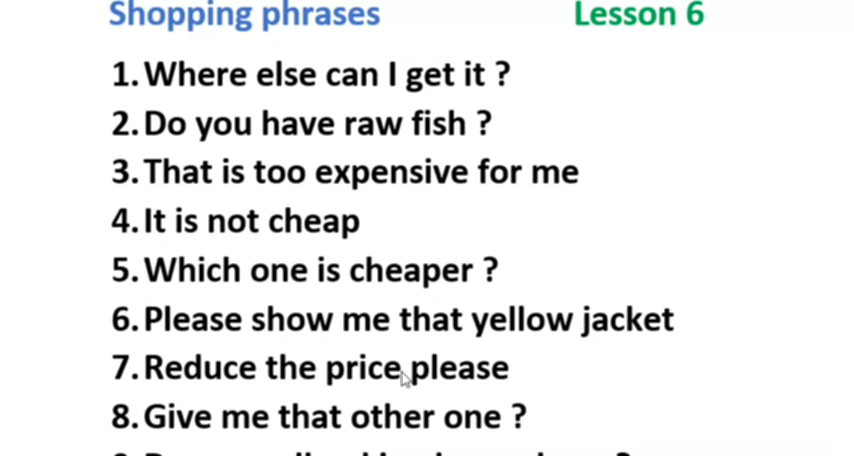 Shopping phrases Lesson 6
1. Where else can I get it ?
2. Do you have raw fish ?
3. That is too expensive for me
4. It is not cheap
5. Which one is cheaper ?
6. Please show me that yellow jacket
7. Reduce the price please
8. Give me that other one ?